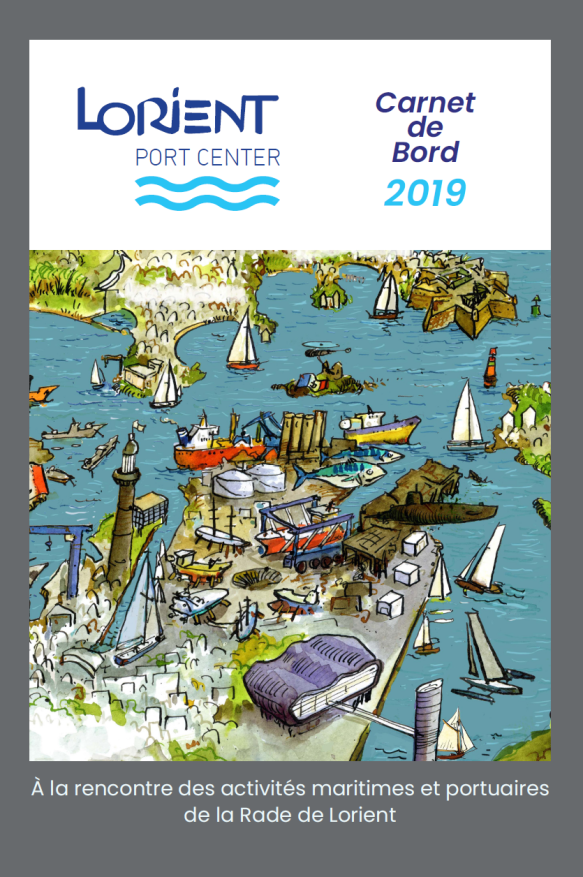 LORIENT
PORT CENTER
Carnet
de
Bord
2019
À la rencontre des activités maritimes et portuaires
de la Rade de Lorient